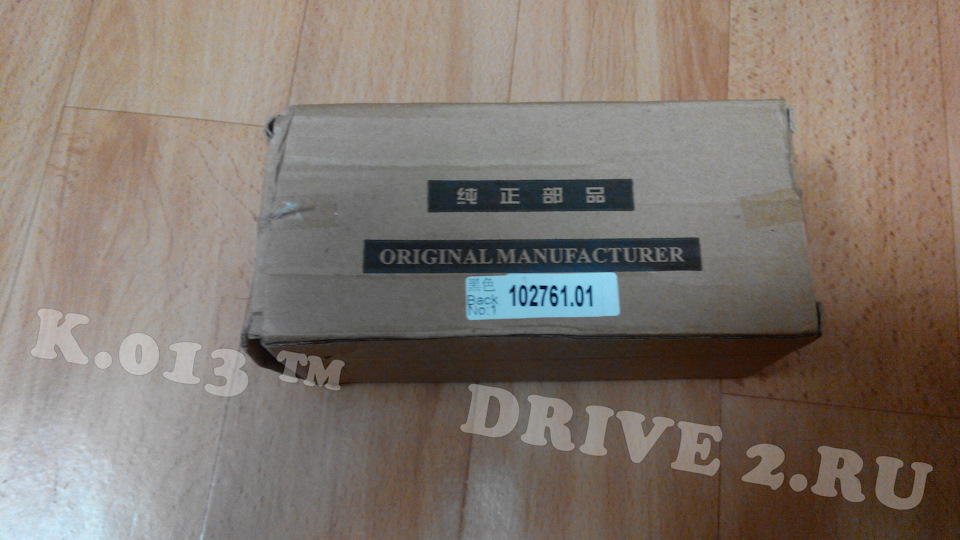 纯正部品
ORIGINAL MANUFACTURER
黑色
Back
No:1
102761.01
K.013 TM
DRIVE 2.RU